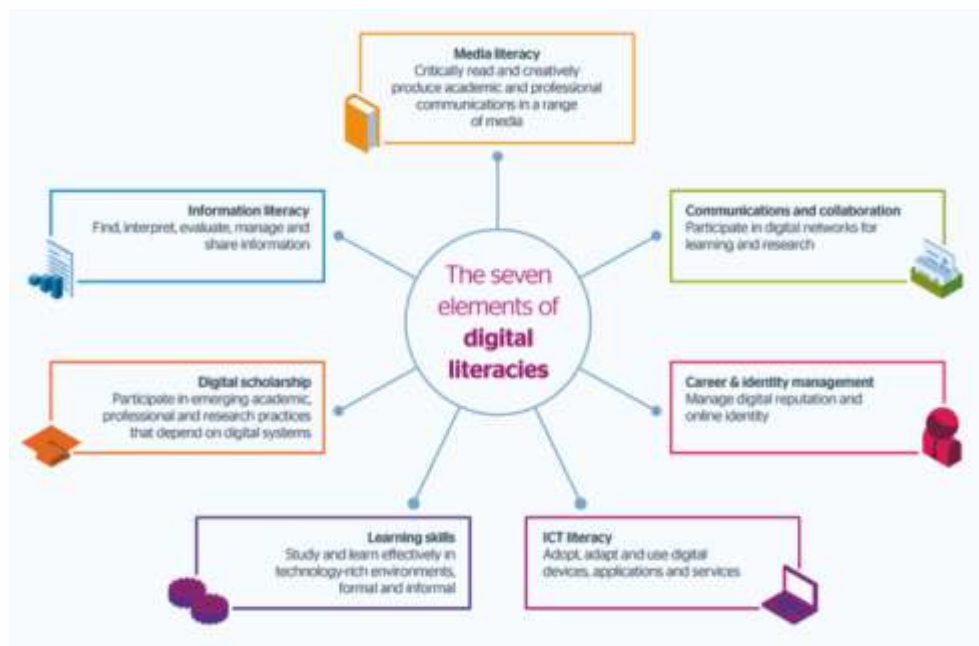 Media literacy
Critically read and creatively
produce academic and professional
communications in a range
of media
Information literacy
Find, interpret, evaluate, manage and
share information
Communications and collaboration
Participate in digital networks for
learning and research
The seven
elements of
digital
literacies
Digital scholarship
Participate in emerging academic,
professional and research practices
that depend on digital systems
Career & identity management
Manage digital reputation and
online identity
Learning skills
Study and learn effectively in
technology-rich environments,
formal and informal
ICT literacy
Adopt, adapt and use digital
devices, applications and services